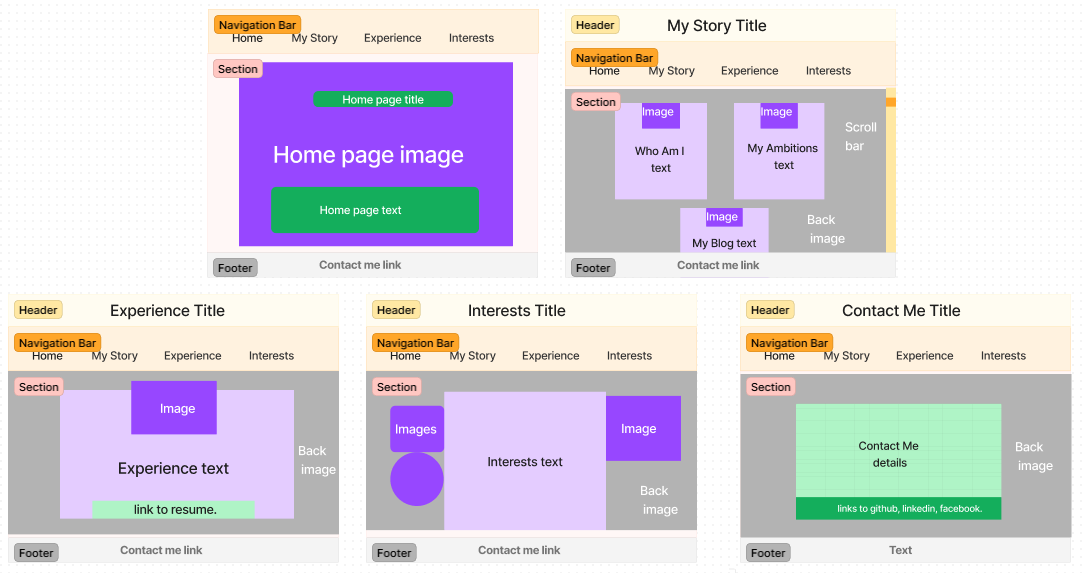 Navigation Bar
Home My Story Experience Interests
Section
Home page title
Home page image
Home page text
Footer
Contact me link
Header
My Story Title
Navigation Bar
Home My Story Experience Interests
Section
Image
Image
Who Am I
text
My Ambitions
text
Scroll
bar
Image
My Blog text
Back
image
Footer
Contact me link
Header
Experience Title
Navigation Bar
Home My Story Experience Interests
Section
Image
Experience text
Back
image
link to resume.
Footer
Contact me link
Header
Interests Title
Navigation Bar
Home My Story Experience Interests
Section
Images
Interests text
Image
Back
image
Footer
Contact me link
Header
Contact Me Title
Navigation Bar
Home My Story Experience Interests
Section
Contact Me
details
Back
image
links to github, linkedin, facebook.
Footer
Text